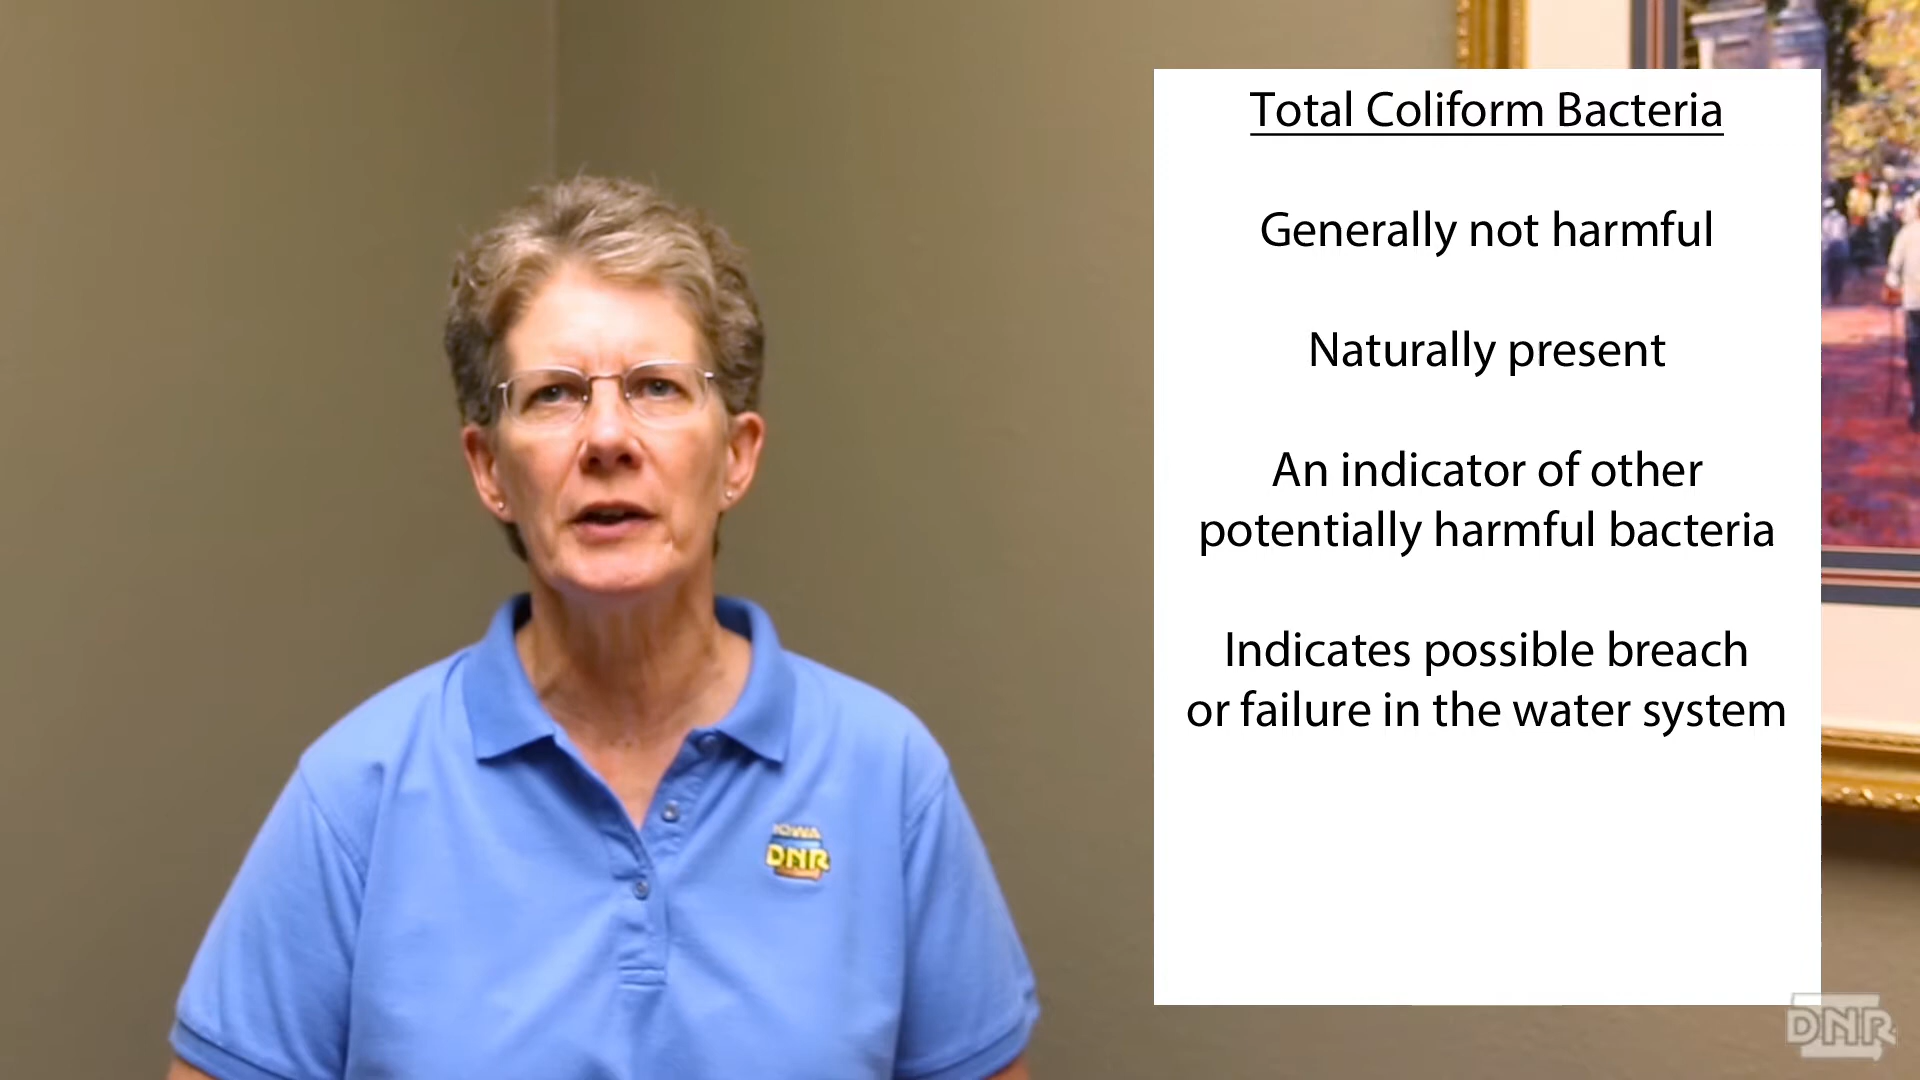 Total Coliform Bacteria
Generally not harmful
Naturally present
An indicator of other
potentially harmful bacteria
Indicates possible breach
or failure in the water system
IOWA
DNR
DNR